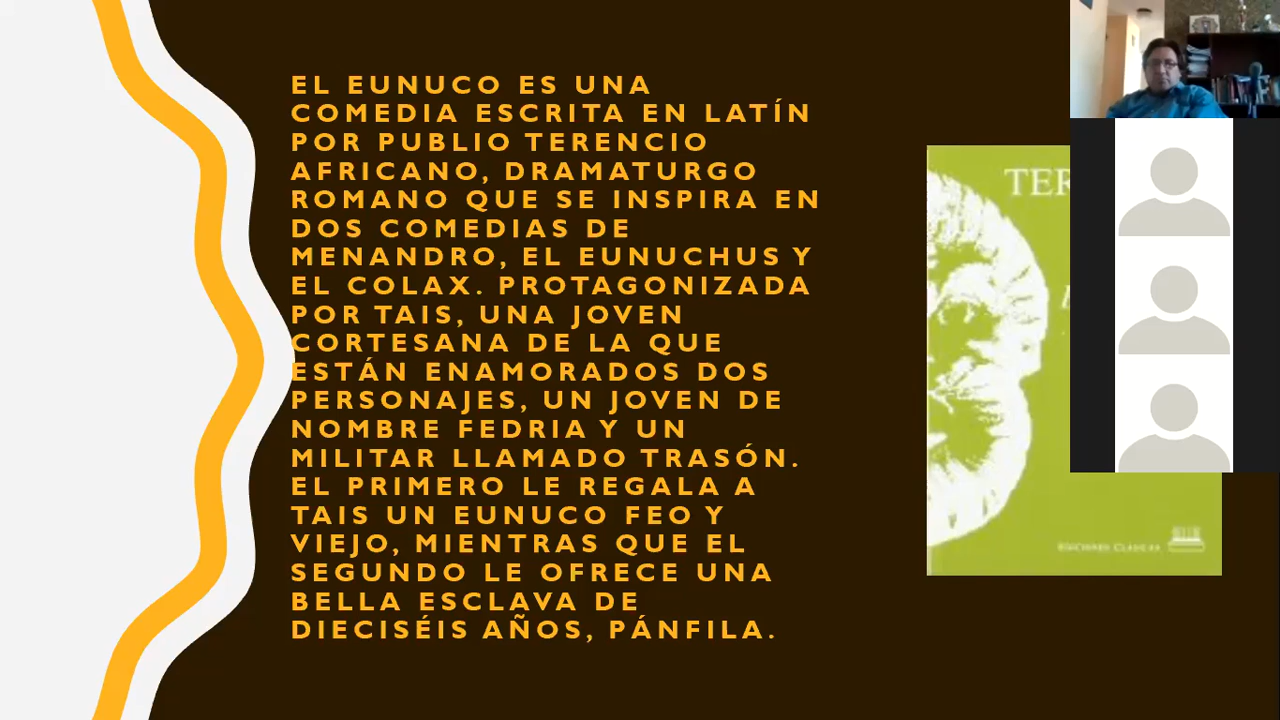 EL EUNUCO ES UNA
COMEDIA ESCRITA EN LATÍN
POR PUBLIO TERENCIO
AFRICANO, DRAMATURGO
ROMANO QUE SE INSPIRA EN
DOS COMEDIAS DE
MENANDRO, EL EUNUCHUS Y
EL COLAX. PROTAGONIZADA
POR TAIS, UNA JOVEN
CORTESANA DE LA QUE
ESTÁN ENAMORADOS DOS
PERSONAJES, UN JOVEN DE
NOMBRE FEDRIA Y UN
MILITAR LLAMADO TRASÓN.
EL PRIMERO LE REGALA A
TAIS UN EUNUCO FEO Y
VIEJO, MIENTRAS QUE EL
SEGUNDO LE OFRECE UNA
BELLA ESCLAVA DE
DIECISÉIS AÑOS, PÁNFILA.
TER
EDICIONES CLÁSICAS